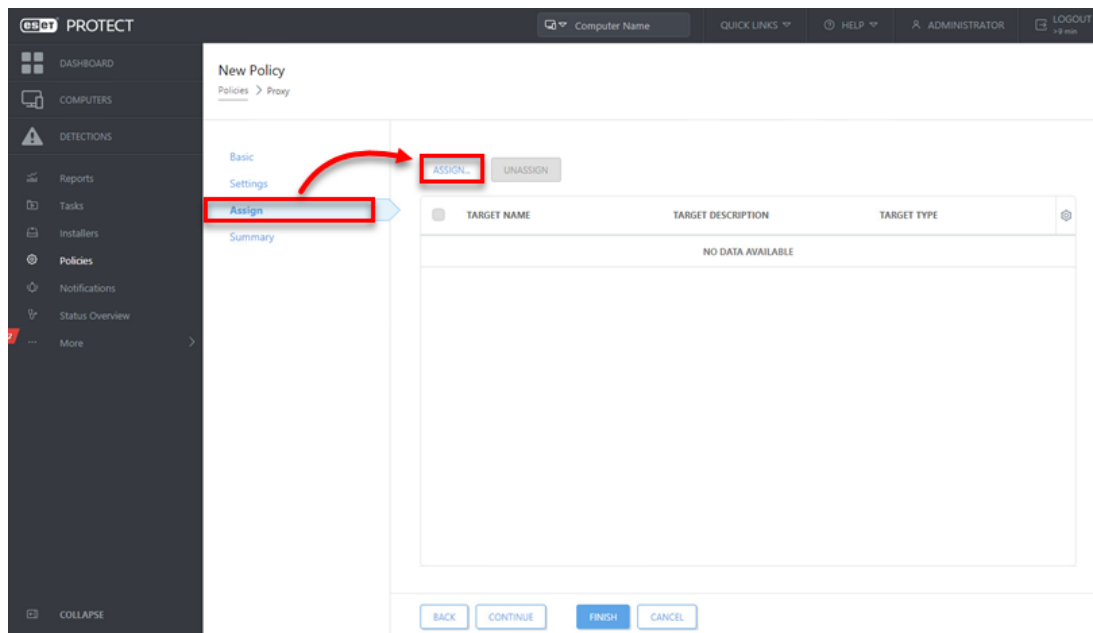 eset PROTECT
Computer Name
QUICK LINKS
HELP
ADMINISTRATOR
LOGOUT
>9 min
DASHBOARD
COMPUTERS
DETECTIONS
Reports
Tasks
Installers
Policies
Notifications
Status Overview
More
COLLAPSE
New Policy
Policies > Proxy
Basic
Settings
Assign
Summary
ASSIGN...
UNASSIGN
TARGET NAME
TARGET DESCRIPTION
TARGET TYPE
NO DATA AVAILABLE
BACK
CONTINUE
FINISH
CANCEL